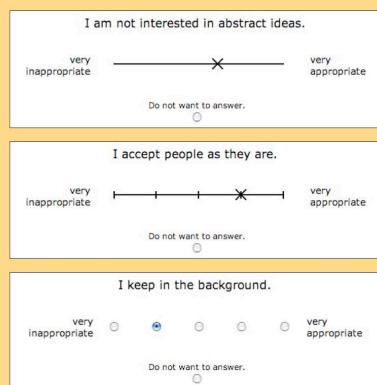 I am not interested in abstract ideas.
very inappropriate
very appropriate
Do not want to answer.
I accept people as they are.
very inappropriate
very appropriate
Do not want to answer.
I keep in the background.
very inappropriate
very appropriate
Do not want to answer.